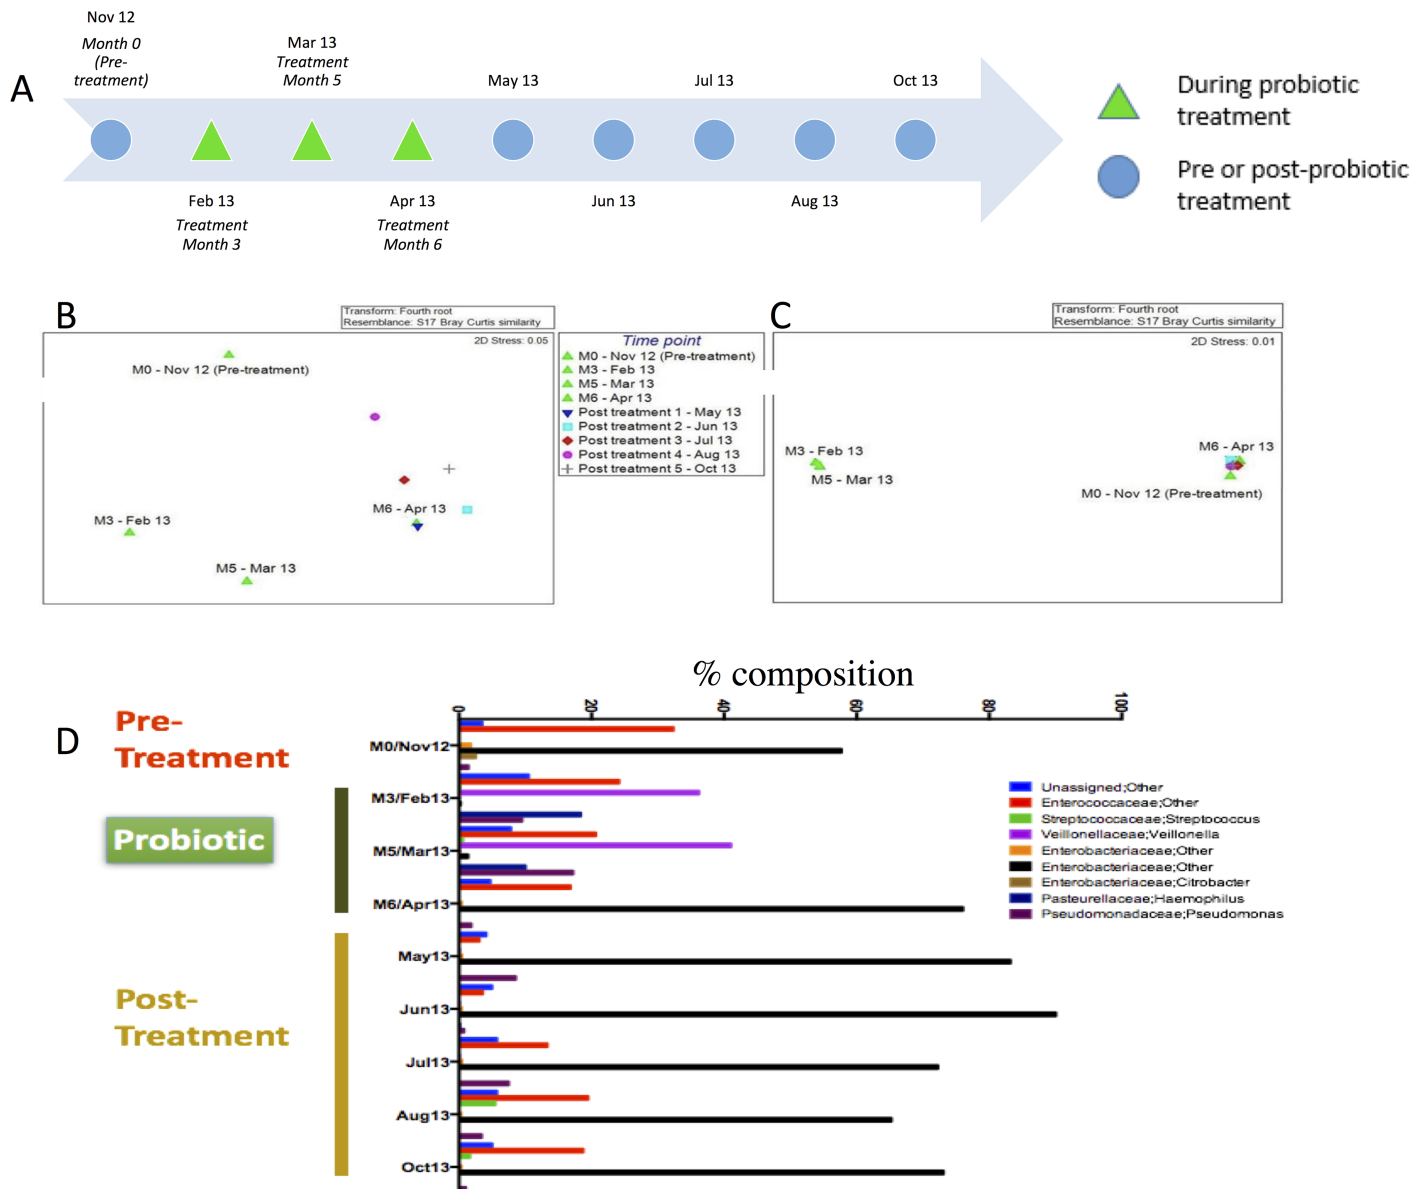 A
Nov 12
Month 0
(Pre-
treatment)
Mar 13
Treatment
Month 5
May 13
Jul 13
Oct 13
Feb 13
Treatment
Month 3
Apr 13
Treatment
Month 6
Jun 13
Aug 13
During probiotic
treatment
Pre or post-probiotic
treatment
B
Transform: Fourth root
Resemblance: S17 Bray Curtis similarity
2D Stress: 0.05
M0 - Nov 12 (Pre-treatment)
M6 - Apr 13
M3 - Feb 13
M5 - Mar 13
Time point
M0 - Nov 12 (Pre-treatment)
M3 - Feb 13
M5 - Mar 13
M6 - Apr 13
Post treatment 1 - May 13
Post treatment 2 - Jun 13
Post treatment 3 - Jul 13
Post treatment 4 - Aug 13
Post treatment 5 - Oct 13
C
Transform: Fourth root
Resemblance: S17 Bray Curtis similarity
2D Stress: 0.01
M3 - Feb 13
M5 - Mar 13
M6 - Apr 13
M0 - Nov 12 (Pre-treatment)
D
% composition
0 20 40 60 80 100
Pre-
Treatment
Probiotic
Post-
Treatment
M0/Nov12
M3/Feb13
M5/Mar13
M6/Apr13
May13
Jun13
Jul13
Aug13
Oct13
Unassigned;Other
Enterococcaceae;Other
Streptococcaceae;Streptococcus
Veillonellaceae;Veillonella
Enterobacteriaceae;Other
Enterobacteriaceae;Other
Enterobacteriaceae;Citrobacter
Pasteurellaceae;Haemophilus
Pseudomonadaceae;Pseudomonas